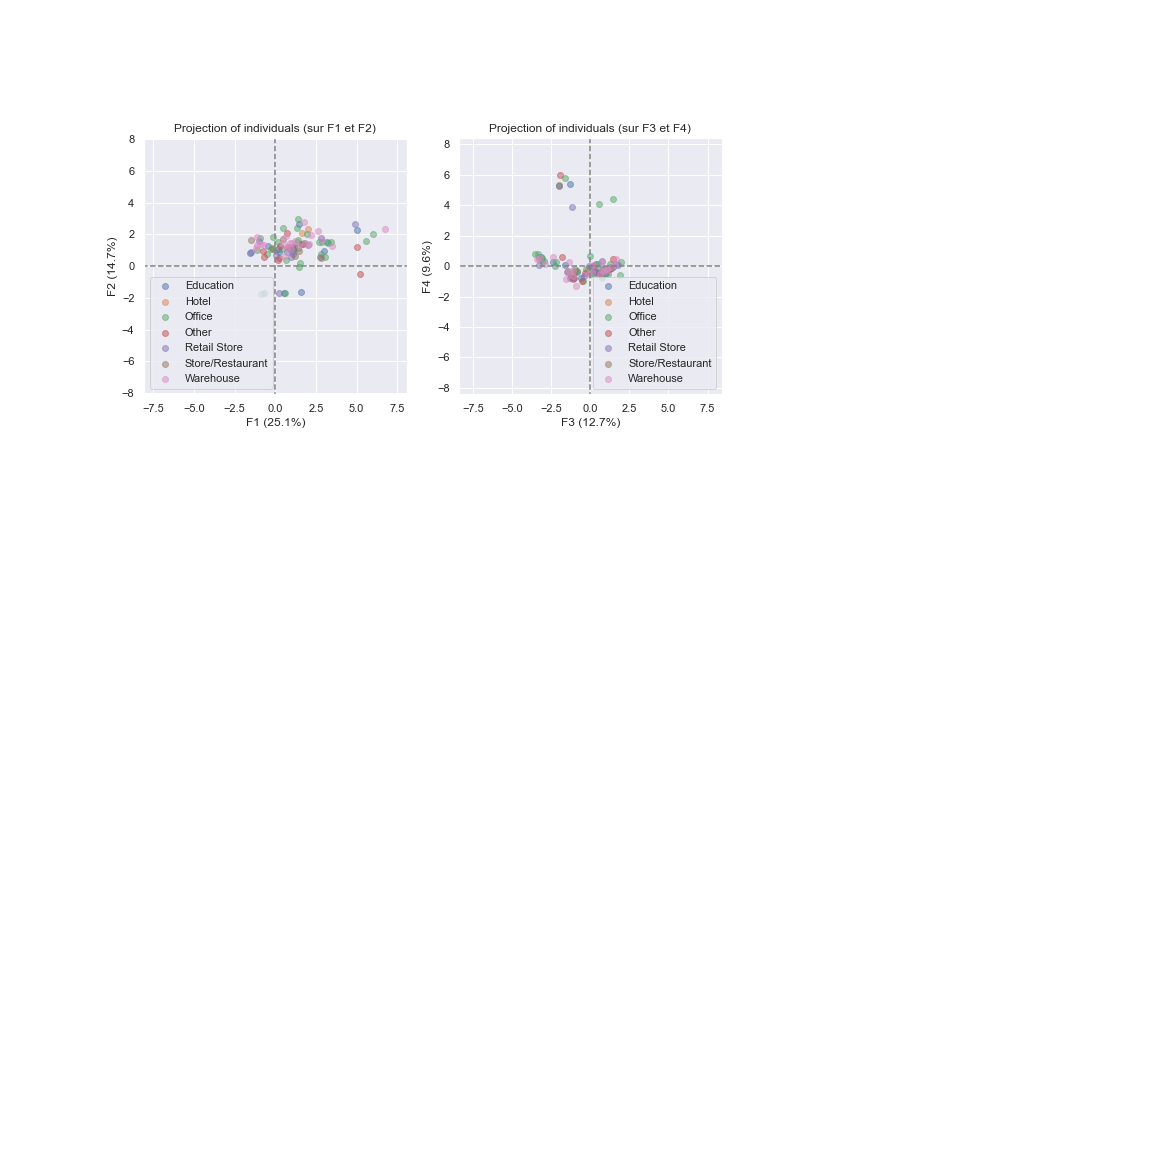 Projection of individuals (sur F1 et F2)
8
6
4
2
0
−2
−4
−6
−8
F2 (14.7%)
Education
Hotel
Office
Other
Retail Store
Store/Restaurant
Warehouse
−7.5 −5.0 −2.5 0.0 2.5 5.0 7.5
F1 (25.1%)
Projection of individuals (sur F3 et F4)
8
6
4
2
0
−2
−4
−6
−8
F4 (9.6%)
Education
Hotel
Office
Other
Retail Store
Store/Restaurant
Warehouse
−7.5 −5.0 −2.5 0.0 2.5 5.0 7.5
F3 (12.7%)